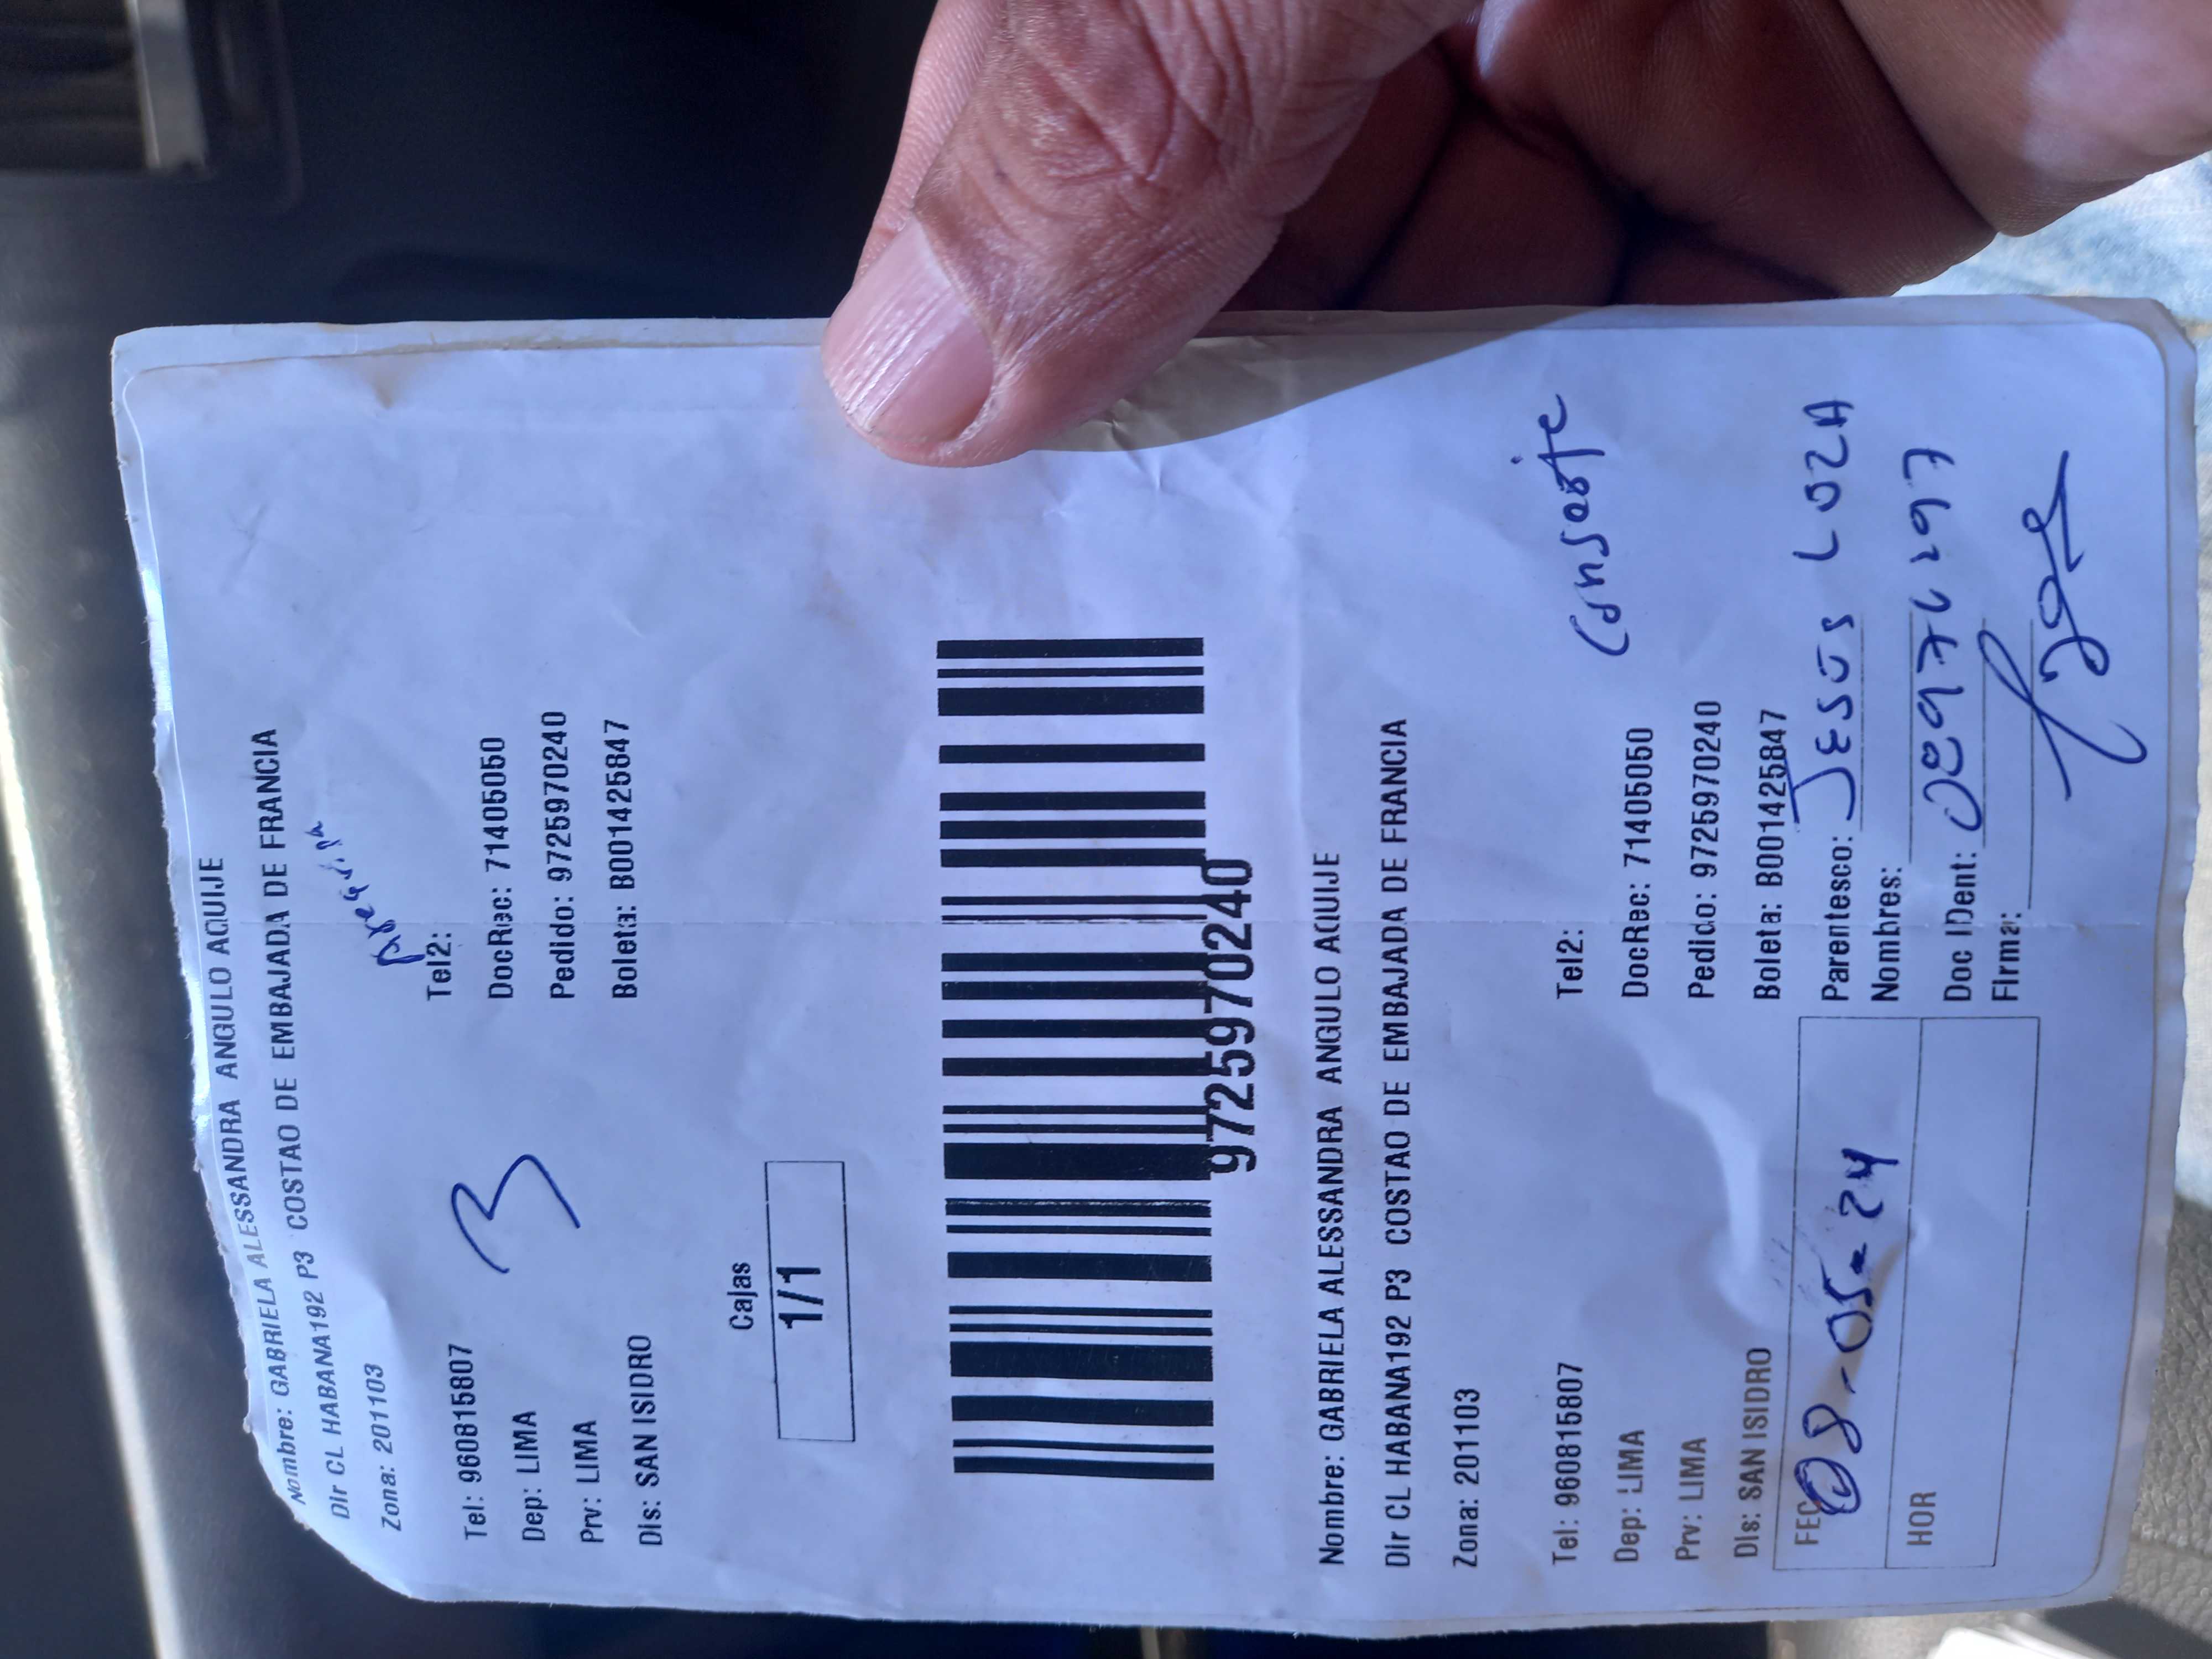 Nombre: GABRIELA ALESSANDRA ANGULO AQUIJE
Dir CL HABANA192 P3 COSTAO DE EMBAJADA DE FRANCIA
Zona: 201103
Tel: 960815807 Tel2:
Dep: LIMA DocRec: 71405050
Prv: LIMA 3 Pedido: 9725970240
Dis: SAN ISIDRO Boleta: B001425847
Cajas
1/1
9725970240
Nombre: GABRIELA ALESSANDRA ANGULO AQUIJE
Dir CL HABANA192 P3 COSTAO DE EMBAJADA DE FRANCIA
Zona: 201103
Conserje
Tel: 960815807 Tel2:
Dep: LIMA DocRec: 71405050
Prv: LIMA Pedido: 9725970240
Dis: SAN ISIDRO Boleta: B001425847
FEC 08-05-24 Parentesco: JESUS LOZA
HOR Nombres:
Doc IDent:
Firma: